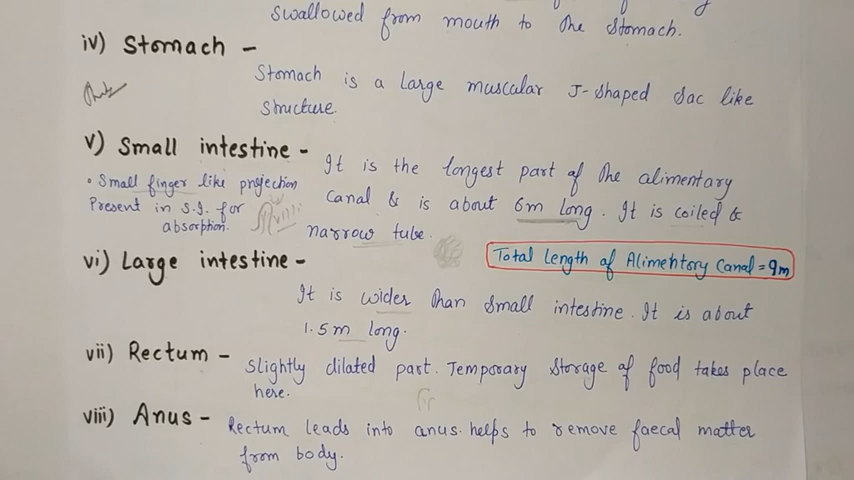 swallowed from mouth to the stomach.
iv) Stomach -
Stomach is a large muscular J-shaped sac like
structure.
v) Small intestine -
It is the longest part of the alimentary
canal & is about 6m long. It is coiled &
narrow tube.
• Small finger like projection
Present in S.I. for
absorption.
Total Length of Alimentory Canal = 9m
vi) Large intestine -
It is wider than small intestine. It is about
1.5m long.
vii) Rectum -
Slightly dilated part. Temporary storage of food takes place
here.
viii) Anus -
Rectum leads into anus. helps to remove faecal matter
from body.